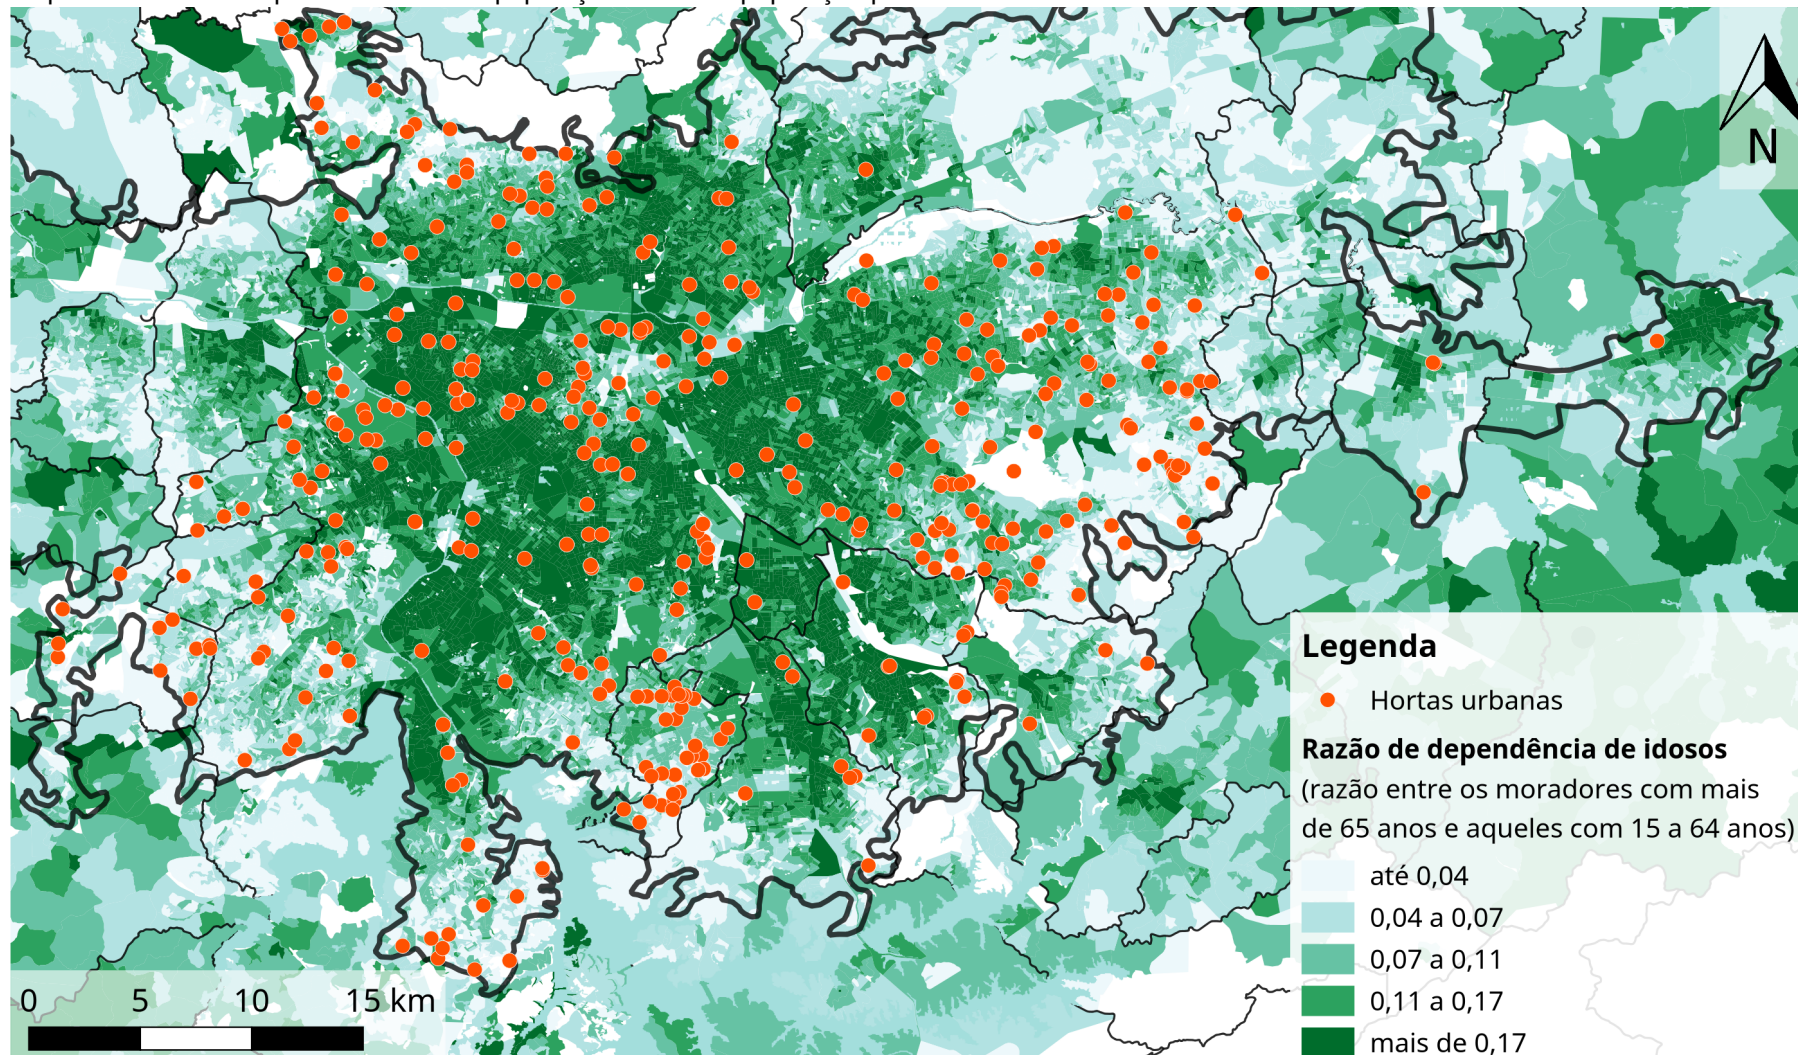 N
Legenda
Hortas urbanas
Razão de dependência de idosos
(razão entre os moradores com mais
de 65 anos e aqueles com 15 a 64 anos)
até 0,04
0,04 a 0,07
0,07 a 0,11
0,11 a 0,17
mais de 0,17
0 5 10 15 km